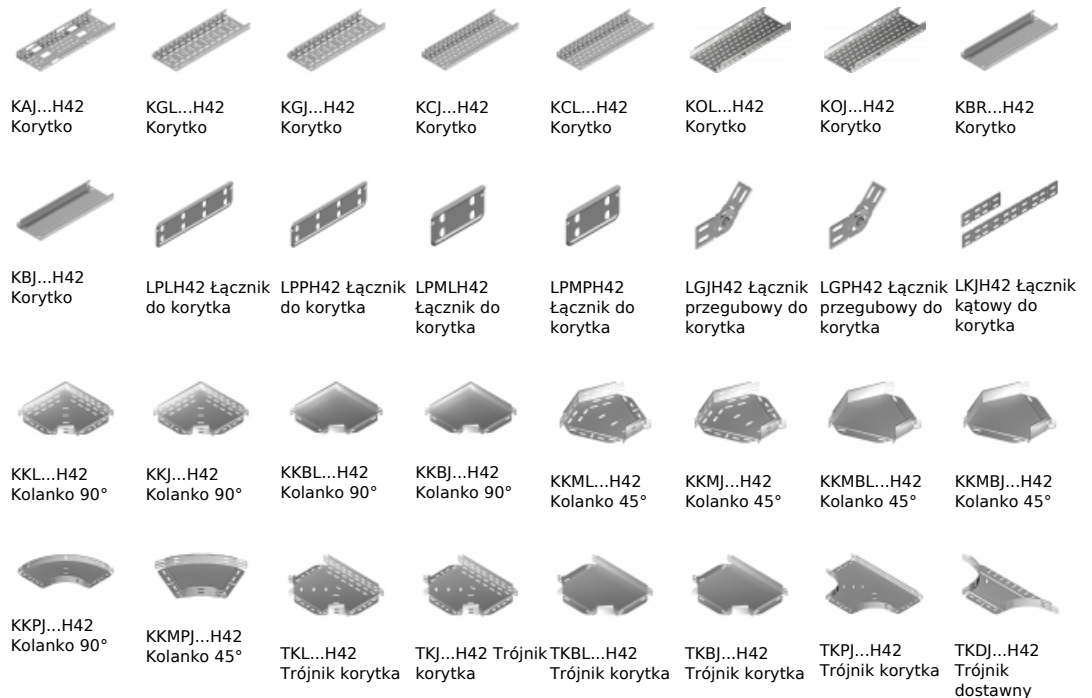 KAJ...H42
Korytko
KGL...H42
Korytko
KGJ...H42
Korytko
KCJ...H42
Korytko
KCL...H42
Korytko
KOL...H42
Korytko
KOJ...H42
Korytko
KBR...H42
Korytko
KBJ...H42
Korytko
LPLH42 Łącznik
do korytka
LPPH42 Łącznik
do korytka
LPMLH42
Łącznik do
korytka
LPMPH42
Łącznik do
korytka
LGJH42 Łącznik
przegubowy do
korytka
LGPH42 Łącznik
przegubowy do
korytka
LKJH42 Łącznik
kątowy do
korytka
KKL...H42
Kolanko 90°
KKJ...H42
Kolanko 90°
KKBL...H42
Kolanko 90°
KKBJ...H42
Kolanko 90°
KKML...H42
Kolanko 45°
KKMJ...H42
Kolanko 45°
KKMBL...H42
Kolanko 45°
KKMBJ...H42
Kolanko 45°
KKPJ...H42
Kolanko 90°
KKMPJ...H42
Kolanko 45°
TKL...H42
Trójnik korytka
TKJ...H42 Trójnik
korytka
TKBL...H42
Trójnik korytka
TKBJ...H42
Trójnik korytka
TKPJ...H42
Trójnik korytka
TKDJ...H42
Trójnik
dostawny